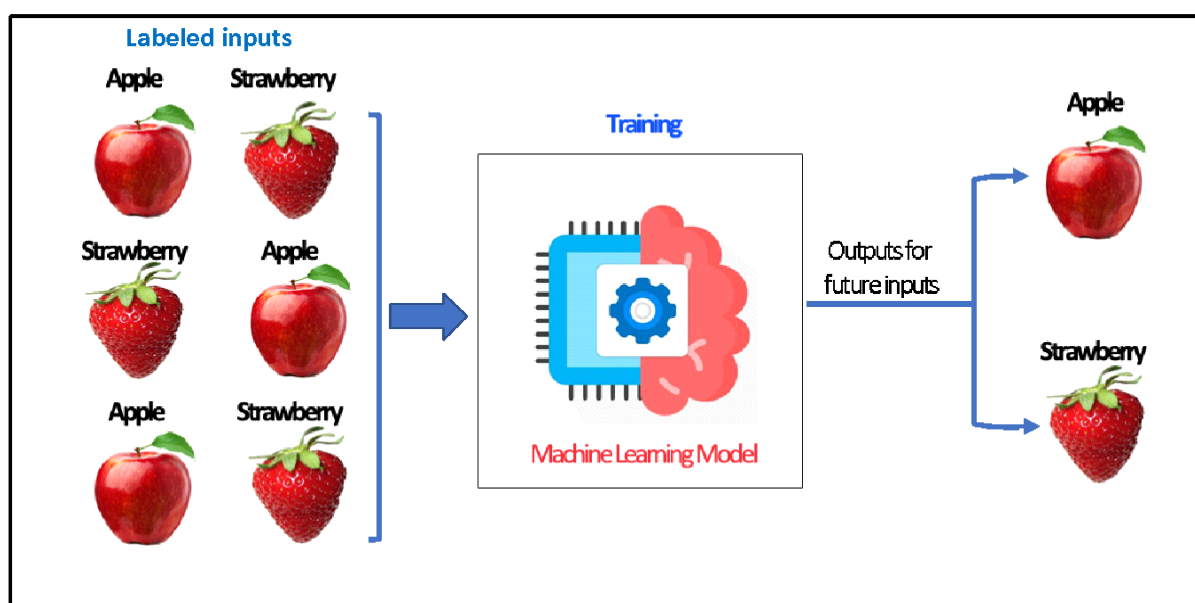 Labeled inputs
Apple
Strawberry
Strawberry
Apple
Apple
Strawberry
Training
Machine Learning Model
Outputs for
future inputs
Apple
Strawberry